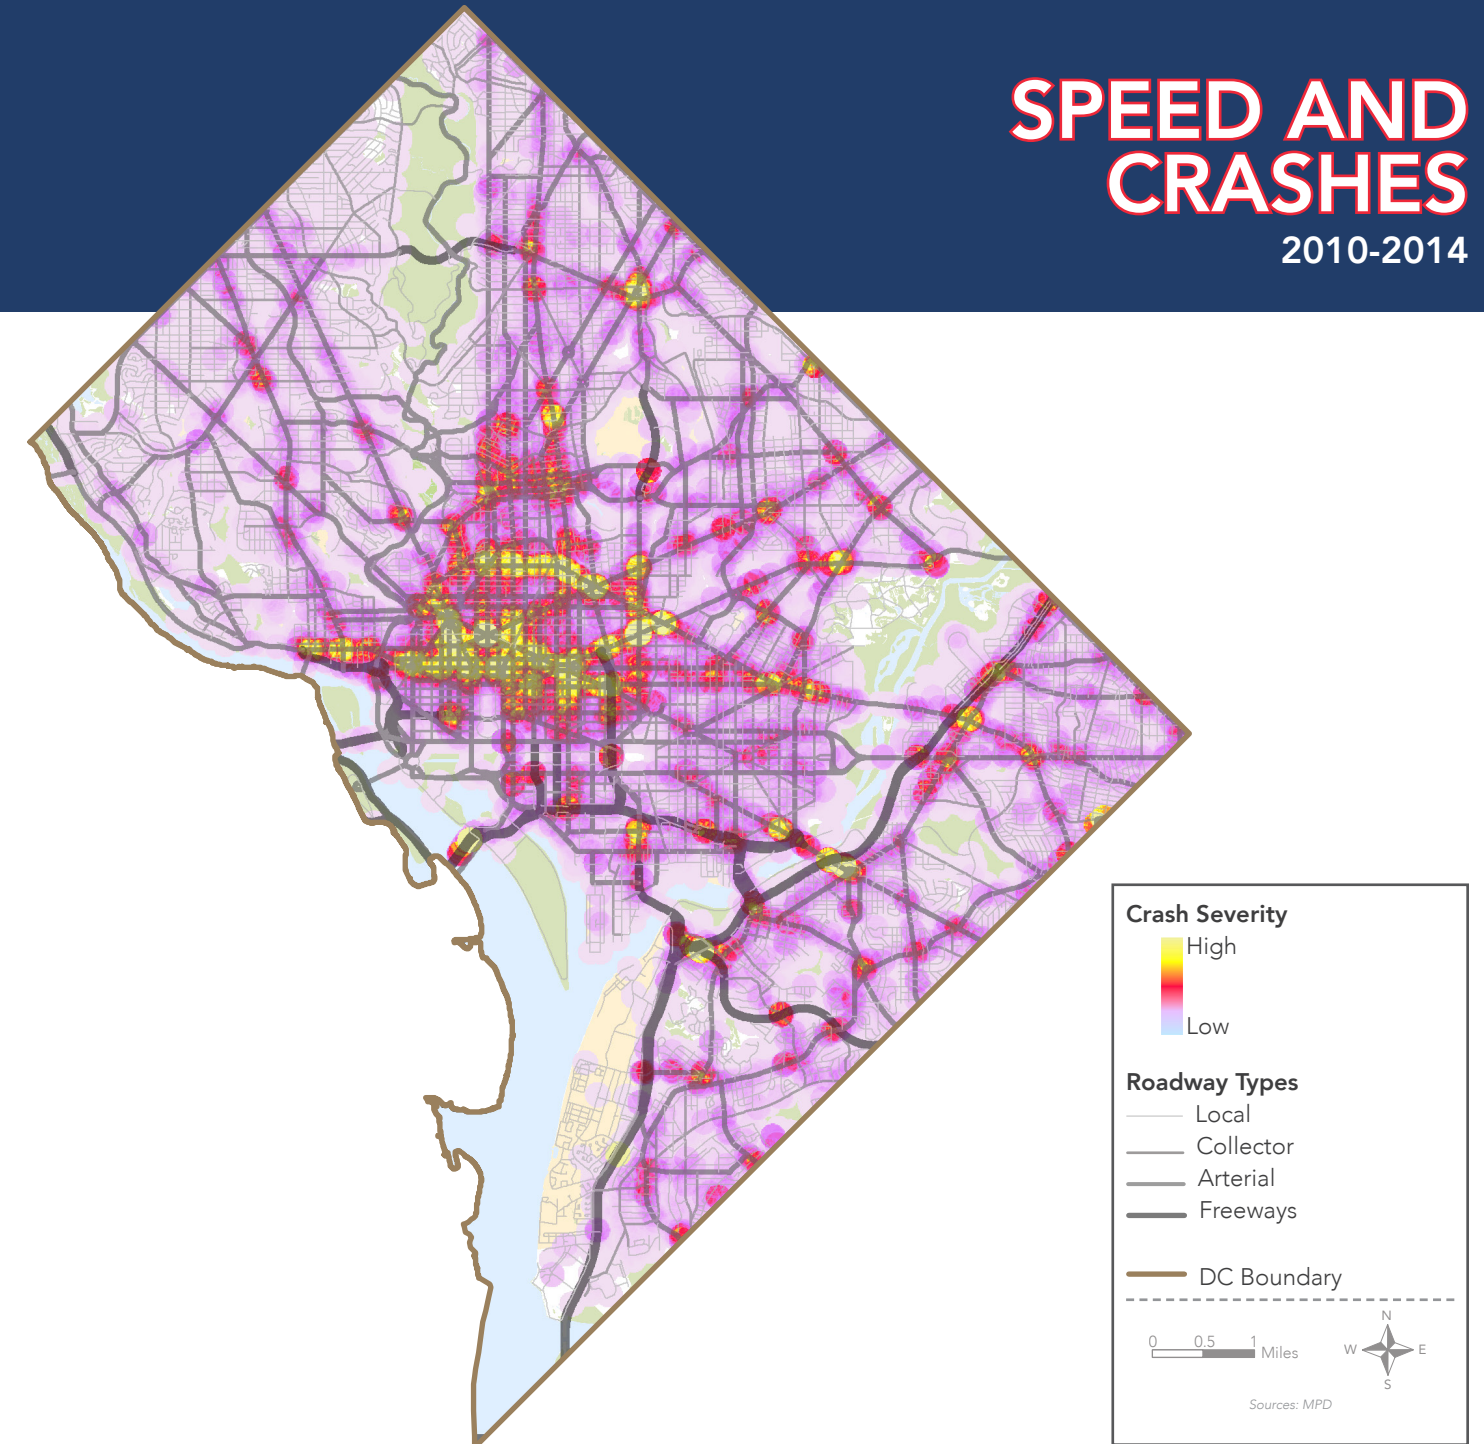 SPEED AND
CRASHES
2010-2014
Crash Severity
High
Low
Roadway Types
Local
Collector
Arterial
Freeways
DC Boundary
0 0.5 1
Miles
N
W E
S
Sources: MPD